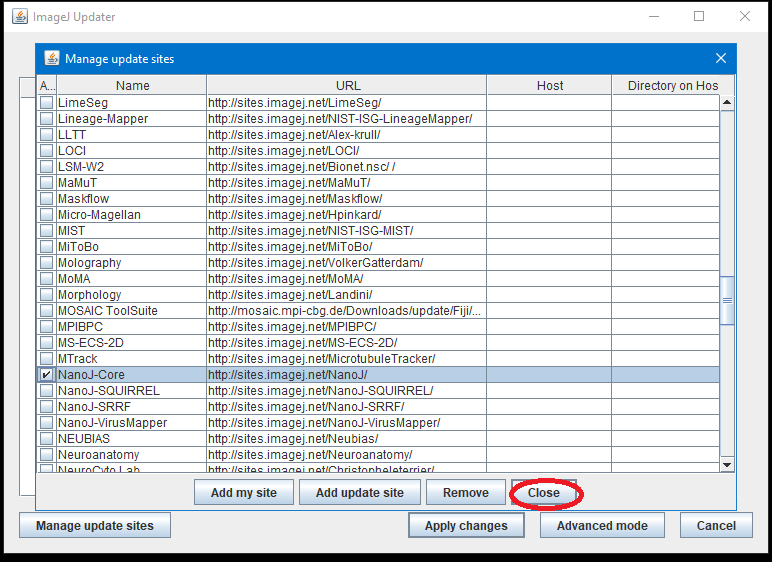 ImageJ Updater
Manage update sites
A... Name URL Host Directory on Hos
LimeSeg http://sites.imagej.net/LimeSeg/
Lineage-Mapper http://sites.imagej.net/NIST-ISG-LineageMapper/
LLTT http://sites.imagej.net/Alex-krull/
LOCI http://sites.imagej.net/LOCI/
LSM-W2 http://sites.imagej.net/Bionet.nsc/ /
MaMuT http://sites.imagej.net/MaMuT/
Maskflow http://sites.imagej.net/Maskflow/
Micro-Magellan http://sites.imagej.net/Hpinkard/
MIST http://sites.imagej.net/NIST-ISG-MIST/
MiToBo http://sites.imagej.net/MiToBo/
Molography http://sites.imagej.net/VolkerGatterdam/
MoMA http://sites.imagej.net/MoMA/
Morphology http://sites.imagej.net/Landini/
MOSAIC ToolSuite http://mosaic.mpi-cbg.de/Downloads/update/Fiji/...
MPIBPC http://sites.imagej.net/MPIBPC/
MS-ECS-2D http://sites.imagej.net/MS-ECS-2D/
MTrack http://sites.imagej.net/MicrotubuleTracker/
NanoJ-Core http://sites.imagej.net/NanoJ/
NanoJ-SQUIRREL http://sites.imagej.net/NanoJ-SQUIRREL/
NanoJ-SRRF http://sites.imagej.net/NanoJ-SRRF/
NanoJ-VirusMapper http://sites.imagej.net/NanoJ-VirusMapper/
NEUBIAS http://sites.imagej.net/Neubias/
Neuroanatomy http://sites.imagej.net/Neuroanatomy/
NeuroCyto Lab http://sites.imagej.net/Christopheleterrier/
Add my site Add update site Remove Close
Manage update sites Apply changes Advanced mode Cancel